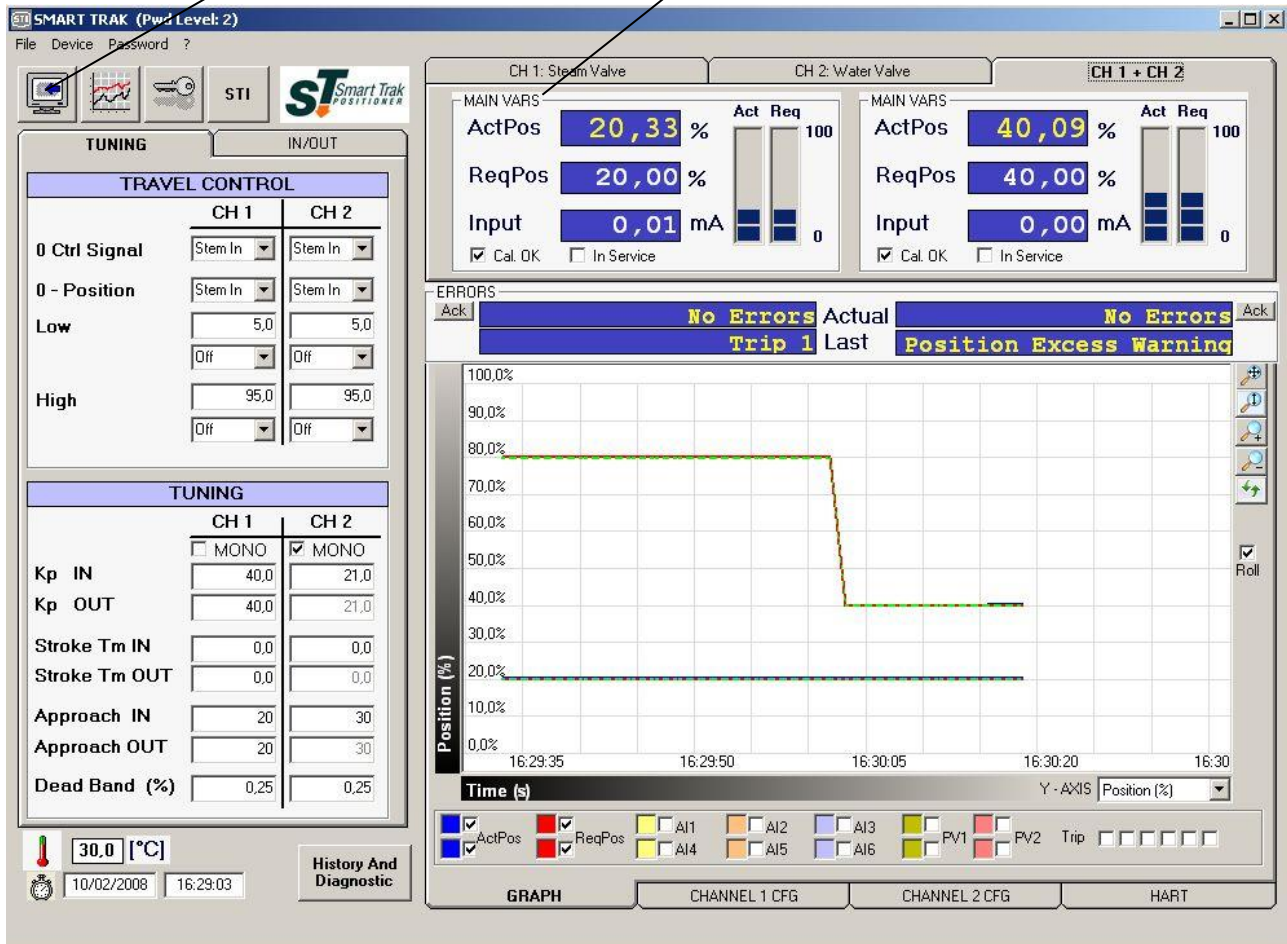 SMART TRAK (Pwd Level: 2)
File Device Password ?
STI
ST Smart Trak
POSITIONER
TUNING IN/OUT
TRAVEL CONTROL
CH 1 CH 2
0 Ctrl Signal Stem In Stem In
0 - Position Stem In Stem In
Low 5,0 5,0
Off Off
High 95,0 95,0
Off Off
TUNING
CH 1 CH 2
MONO MONO
Kp IN 40,0 21,0
Kp OUT 40,0 21,0
Stroke Tm IN 0,0 0,0
Stroke Tm OUT 0,0 0,0
Approach IN 20 30
Approach OUT 20 30
Dead Band (%) 0,25 0,25
30,0 [°C]
10/02/2008 16:29:03
History And
Diagnostic
CH 1: Steam Valve CH 2: Water Valve CH 1 + CH 2
MAIN VARS
ActPos 20,33 %
ReqPos 20,00 %
Input 0,01 mA
Cal. OK In Service
Act Req
100
0
MAIN VARS
ActPos 40,09 %
ReqPos 40,00 %
Input 0,00 mA
Cal. OK In Service
Act Req
100
0
ERRORS
Ack No Errors Actual No Errors Ack
Trip 1 Last Position Excess Warning
100,0%
90,0%
80,0%
70,0%
60,0%
50,0%
40,0%
30,0%
20,0%
10,0%
0,0%
Position (%)
Roll
16:29:35 16:29:50 16:30:05 16:30:20 16:30
Time (s) Y - AXIS Position (%)
ActPos ReqPos AI1 AI2 AI3 PV1 PV2 Trip
AI4 AI5 AI6
GRAPH CHANNEL 1 CFG CHANNEL 2 CFG HART